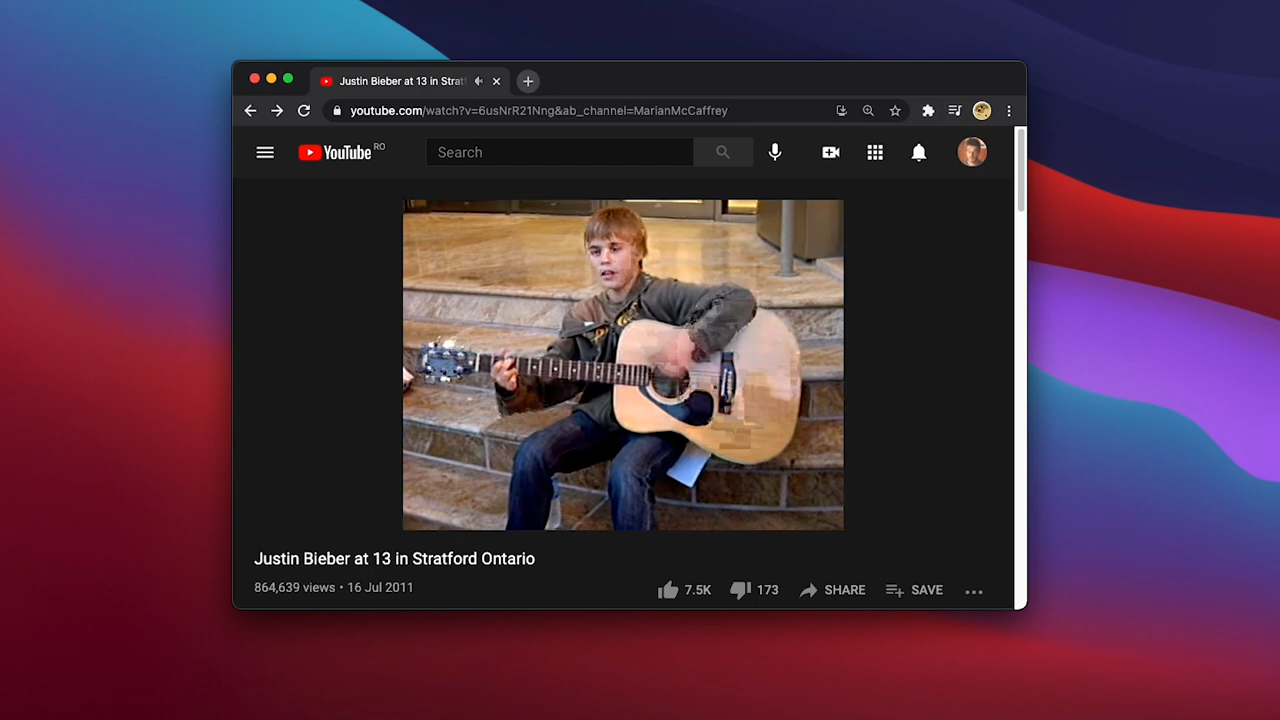 Justin Bieber at 13 in Strat
youtube.com/watch?v=6usNrR21Nng&ab_channel=MarianMcCaffrey
YouTube RO
Search
Justin Bieber at 13 in Stratford Ontario
864,639 views • 16 Jul 2011
7.5K 173 SHARE SAVE